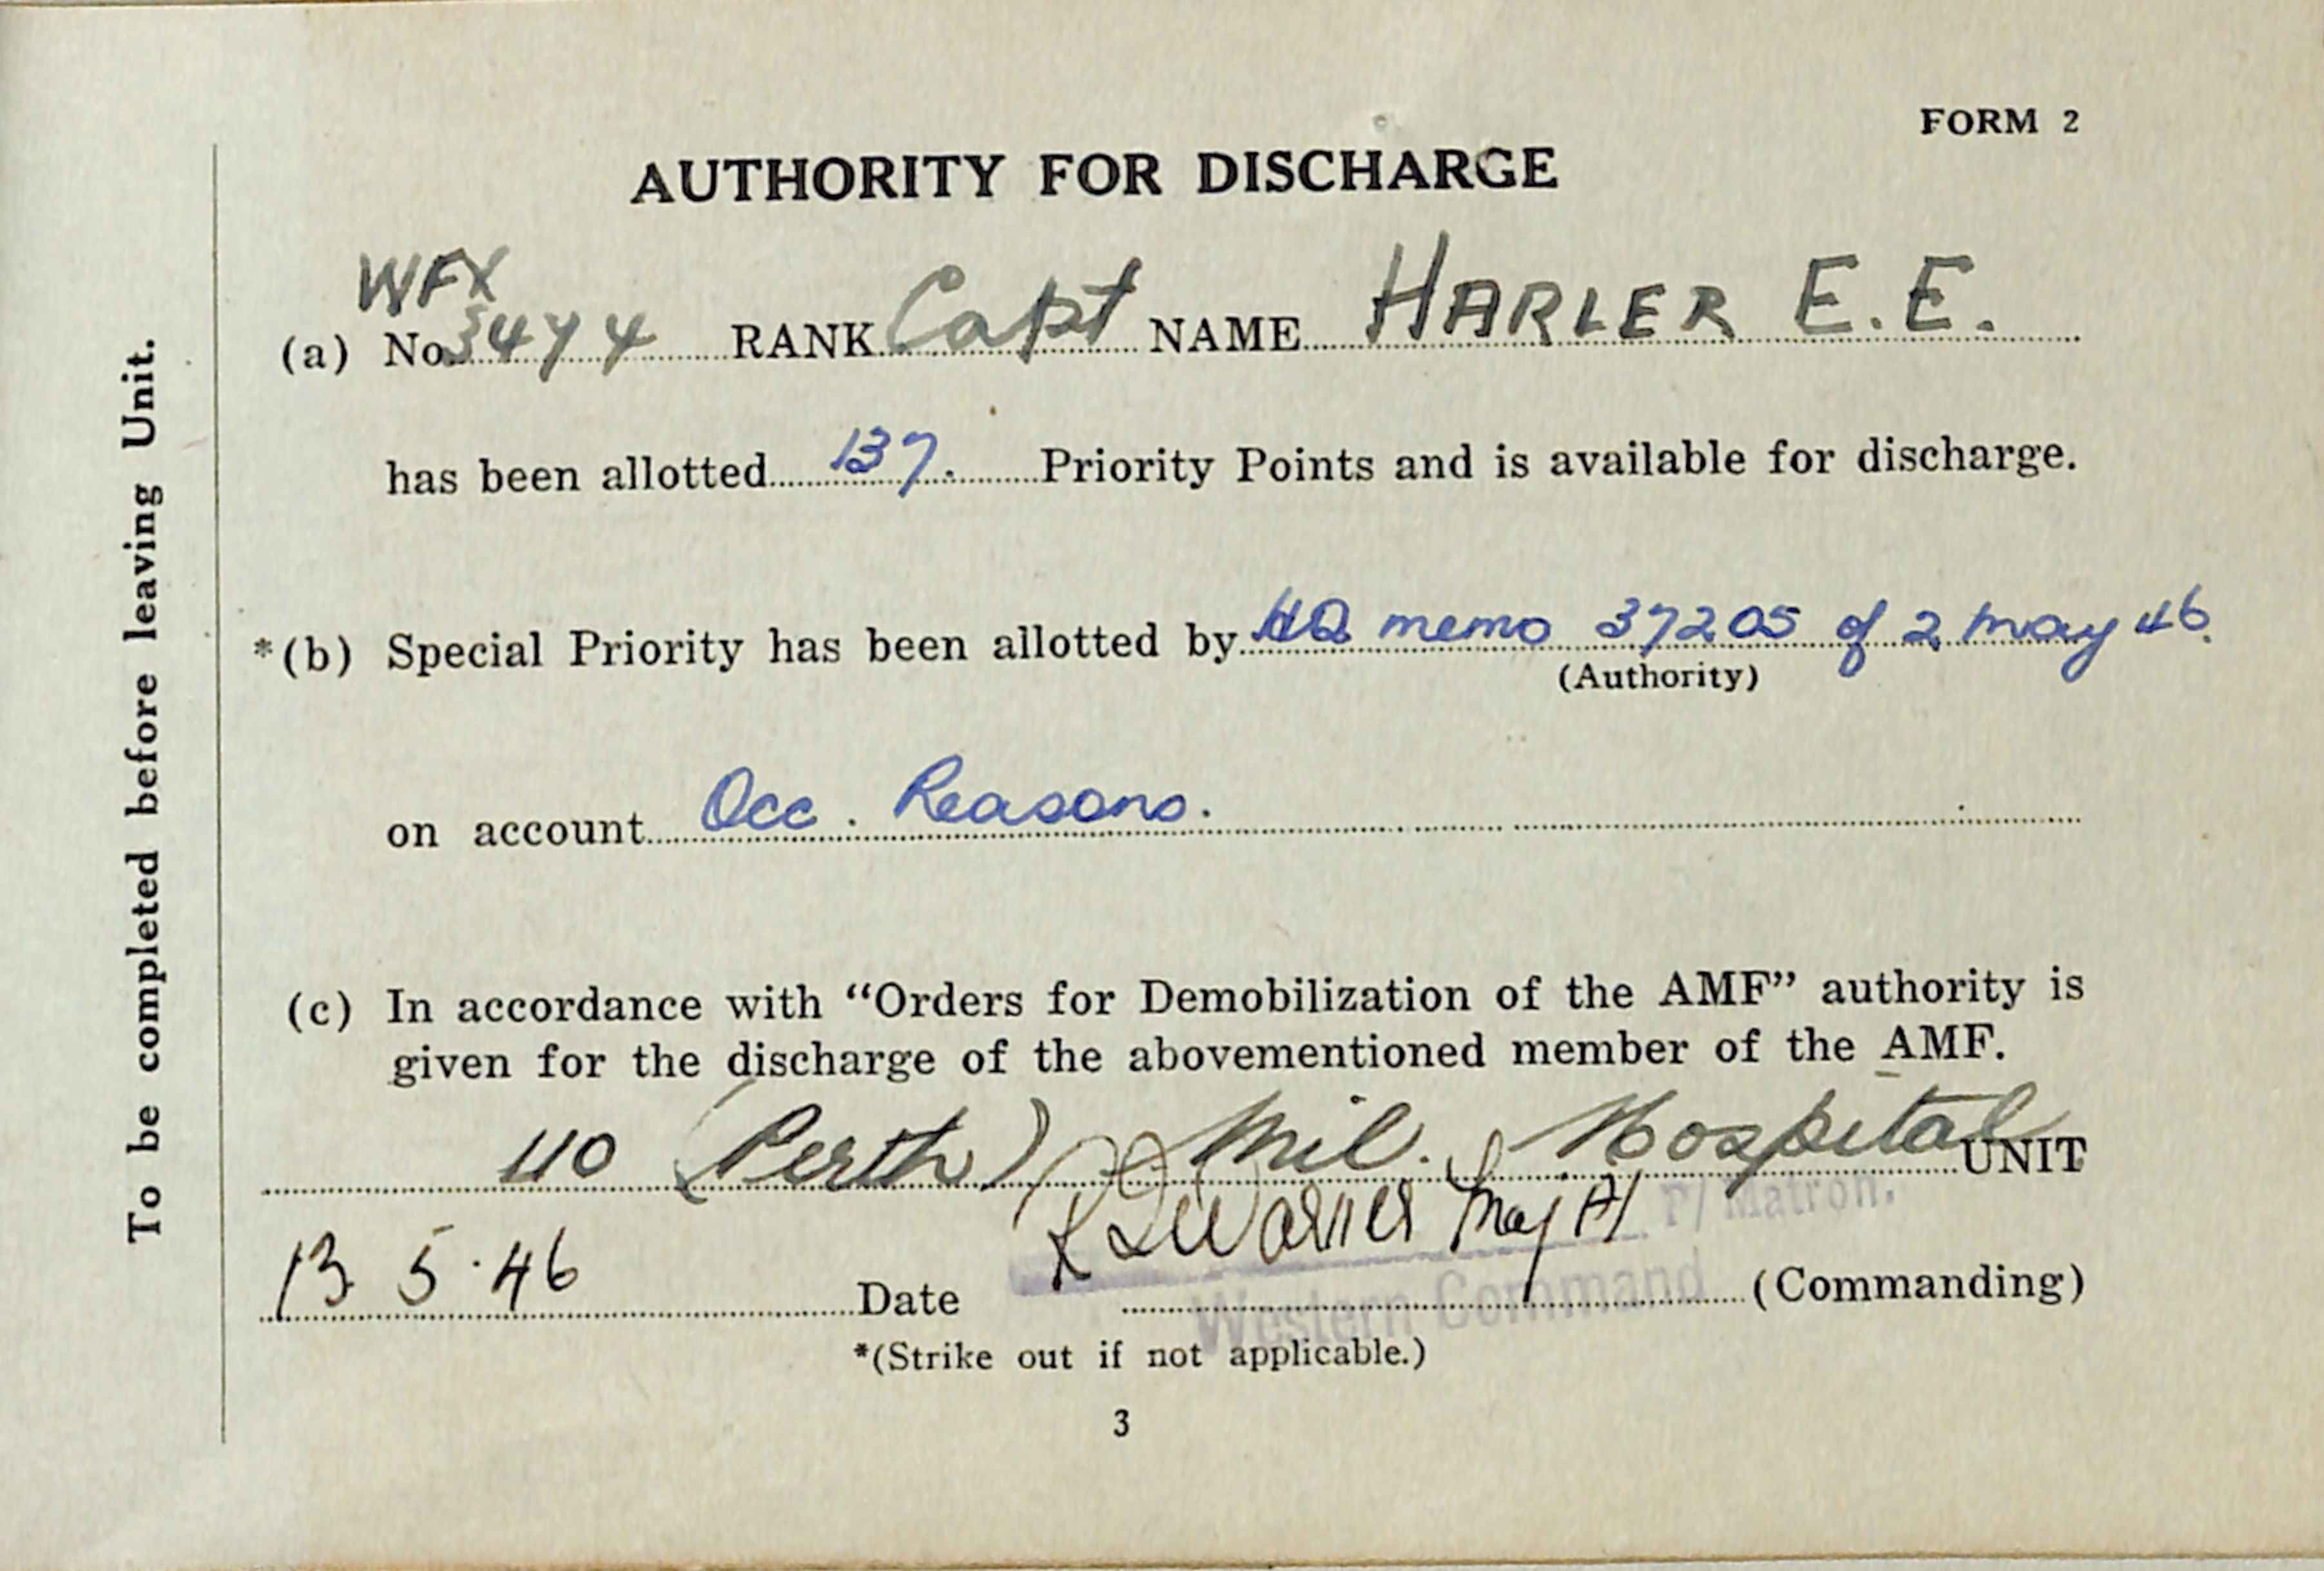 FORM 2
AUTHORITY FOR DISCHARGE
WFX
(a) No. 3474 RANK Capt NAME HARLER E.E.
has been allotted 137. Priority Points and is available for discharge.
*(b) Special Priority has been allotted by HQ memo 37205 of 2 May 46.
(Authority)
on account Occ. Reasons.
(c) In accordance with “Orders for Demobilization of the AMF” authority is
given for the discharge of the abovementioned member of the AMF.
110 (Perth) Mil. Hospital UNIT
Warner Maj P/ Matron.
13 5.46 Date (Commanding)
Western Command
*(Strike out if not applicable.)
3
To be completed before leaving Unit.